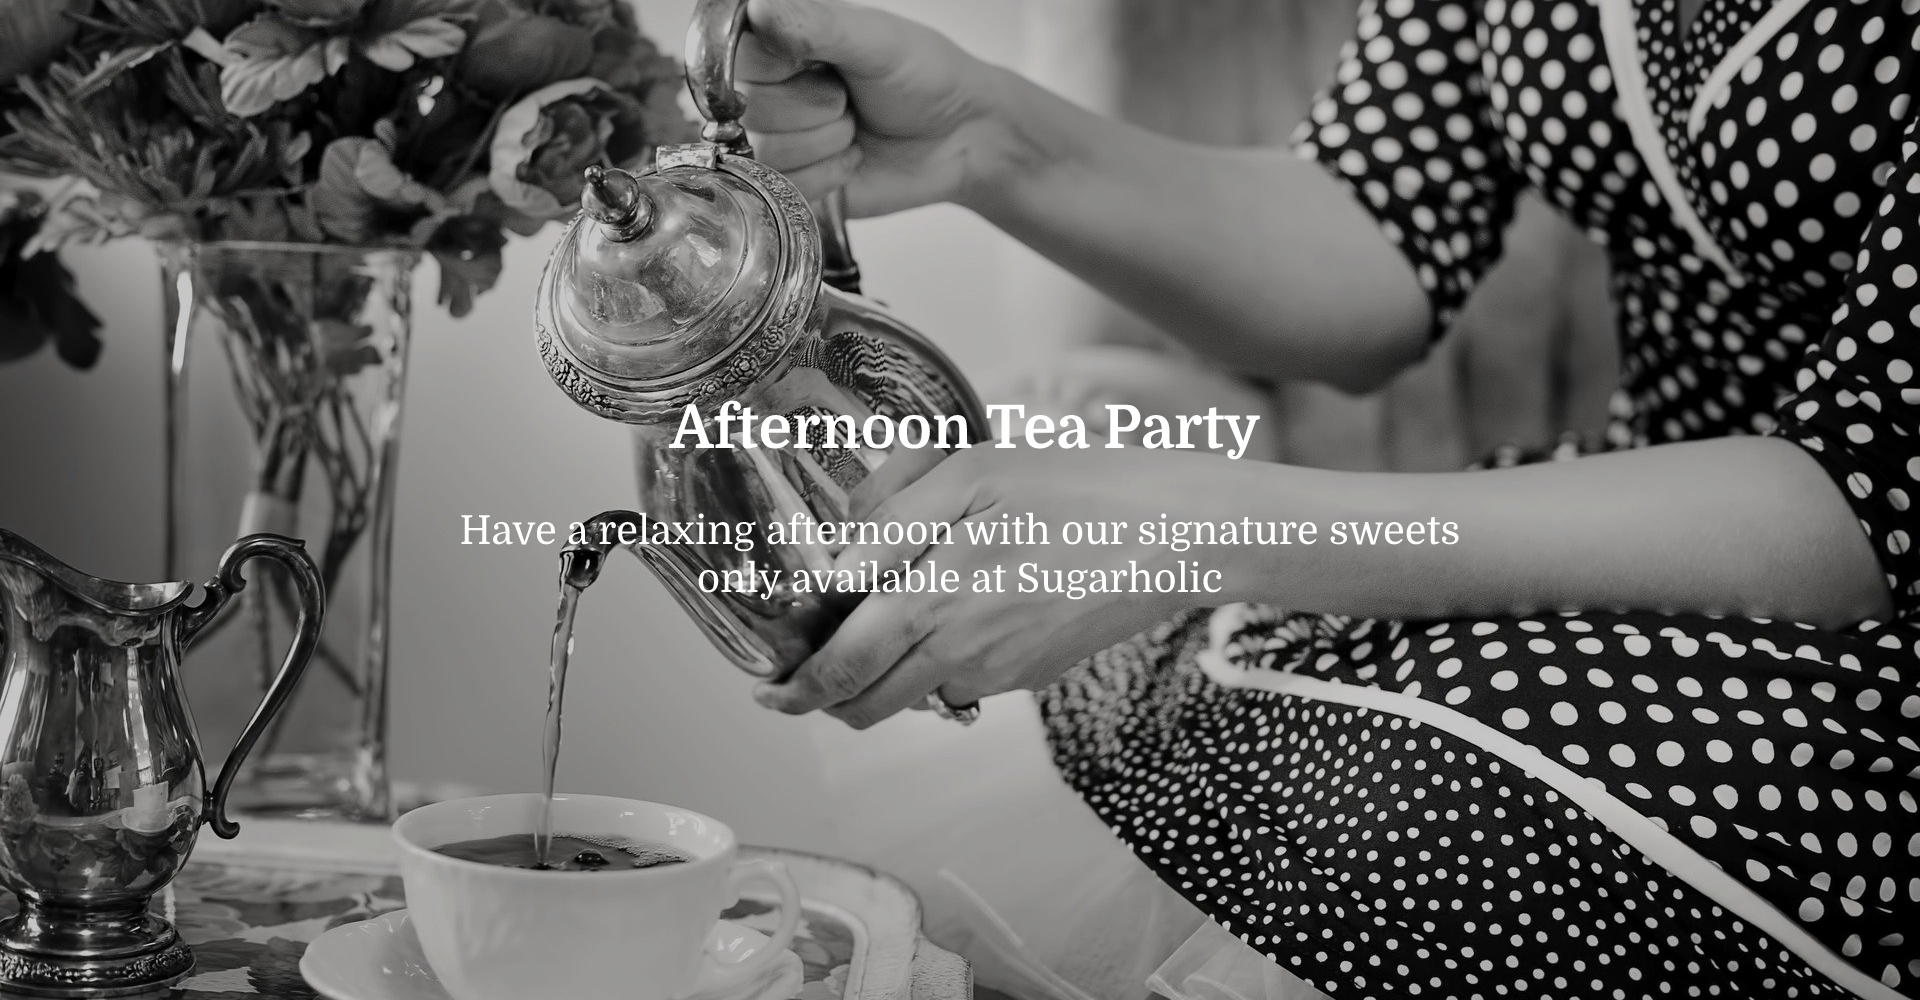 Afternoon Tea Party
Have a relaxing afternoon with our signature sweets
only available at Sugarholic